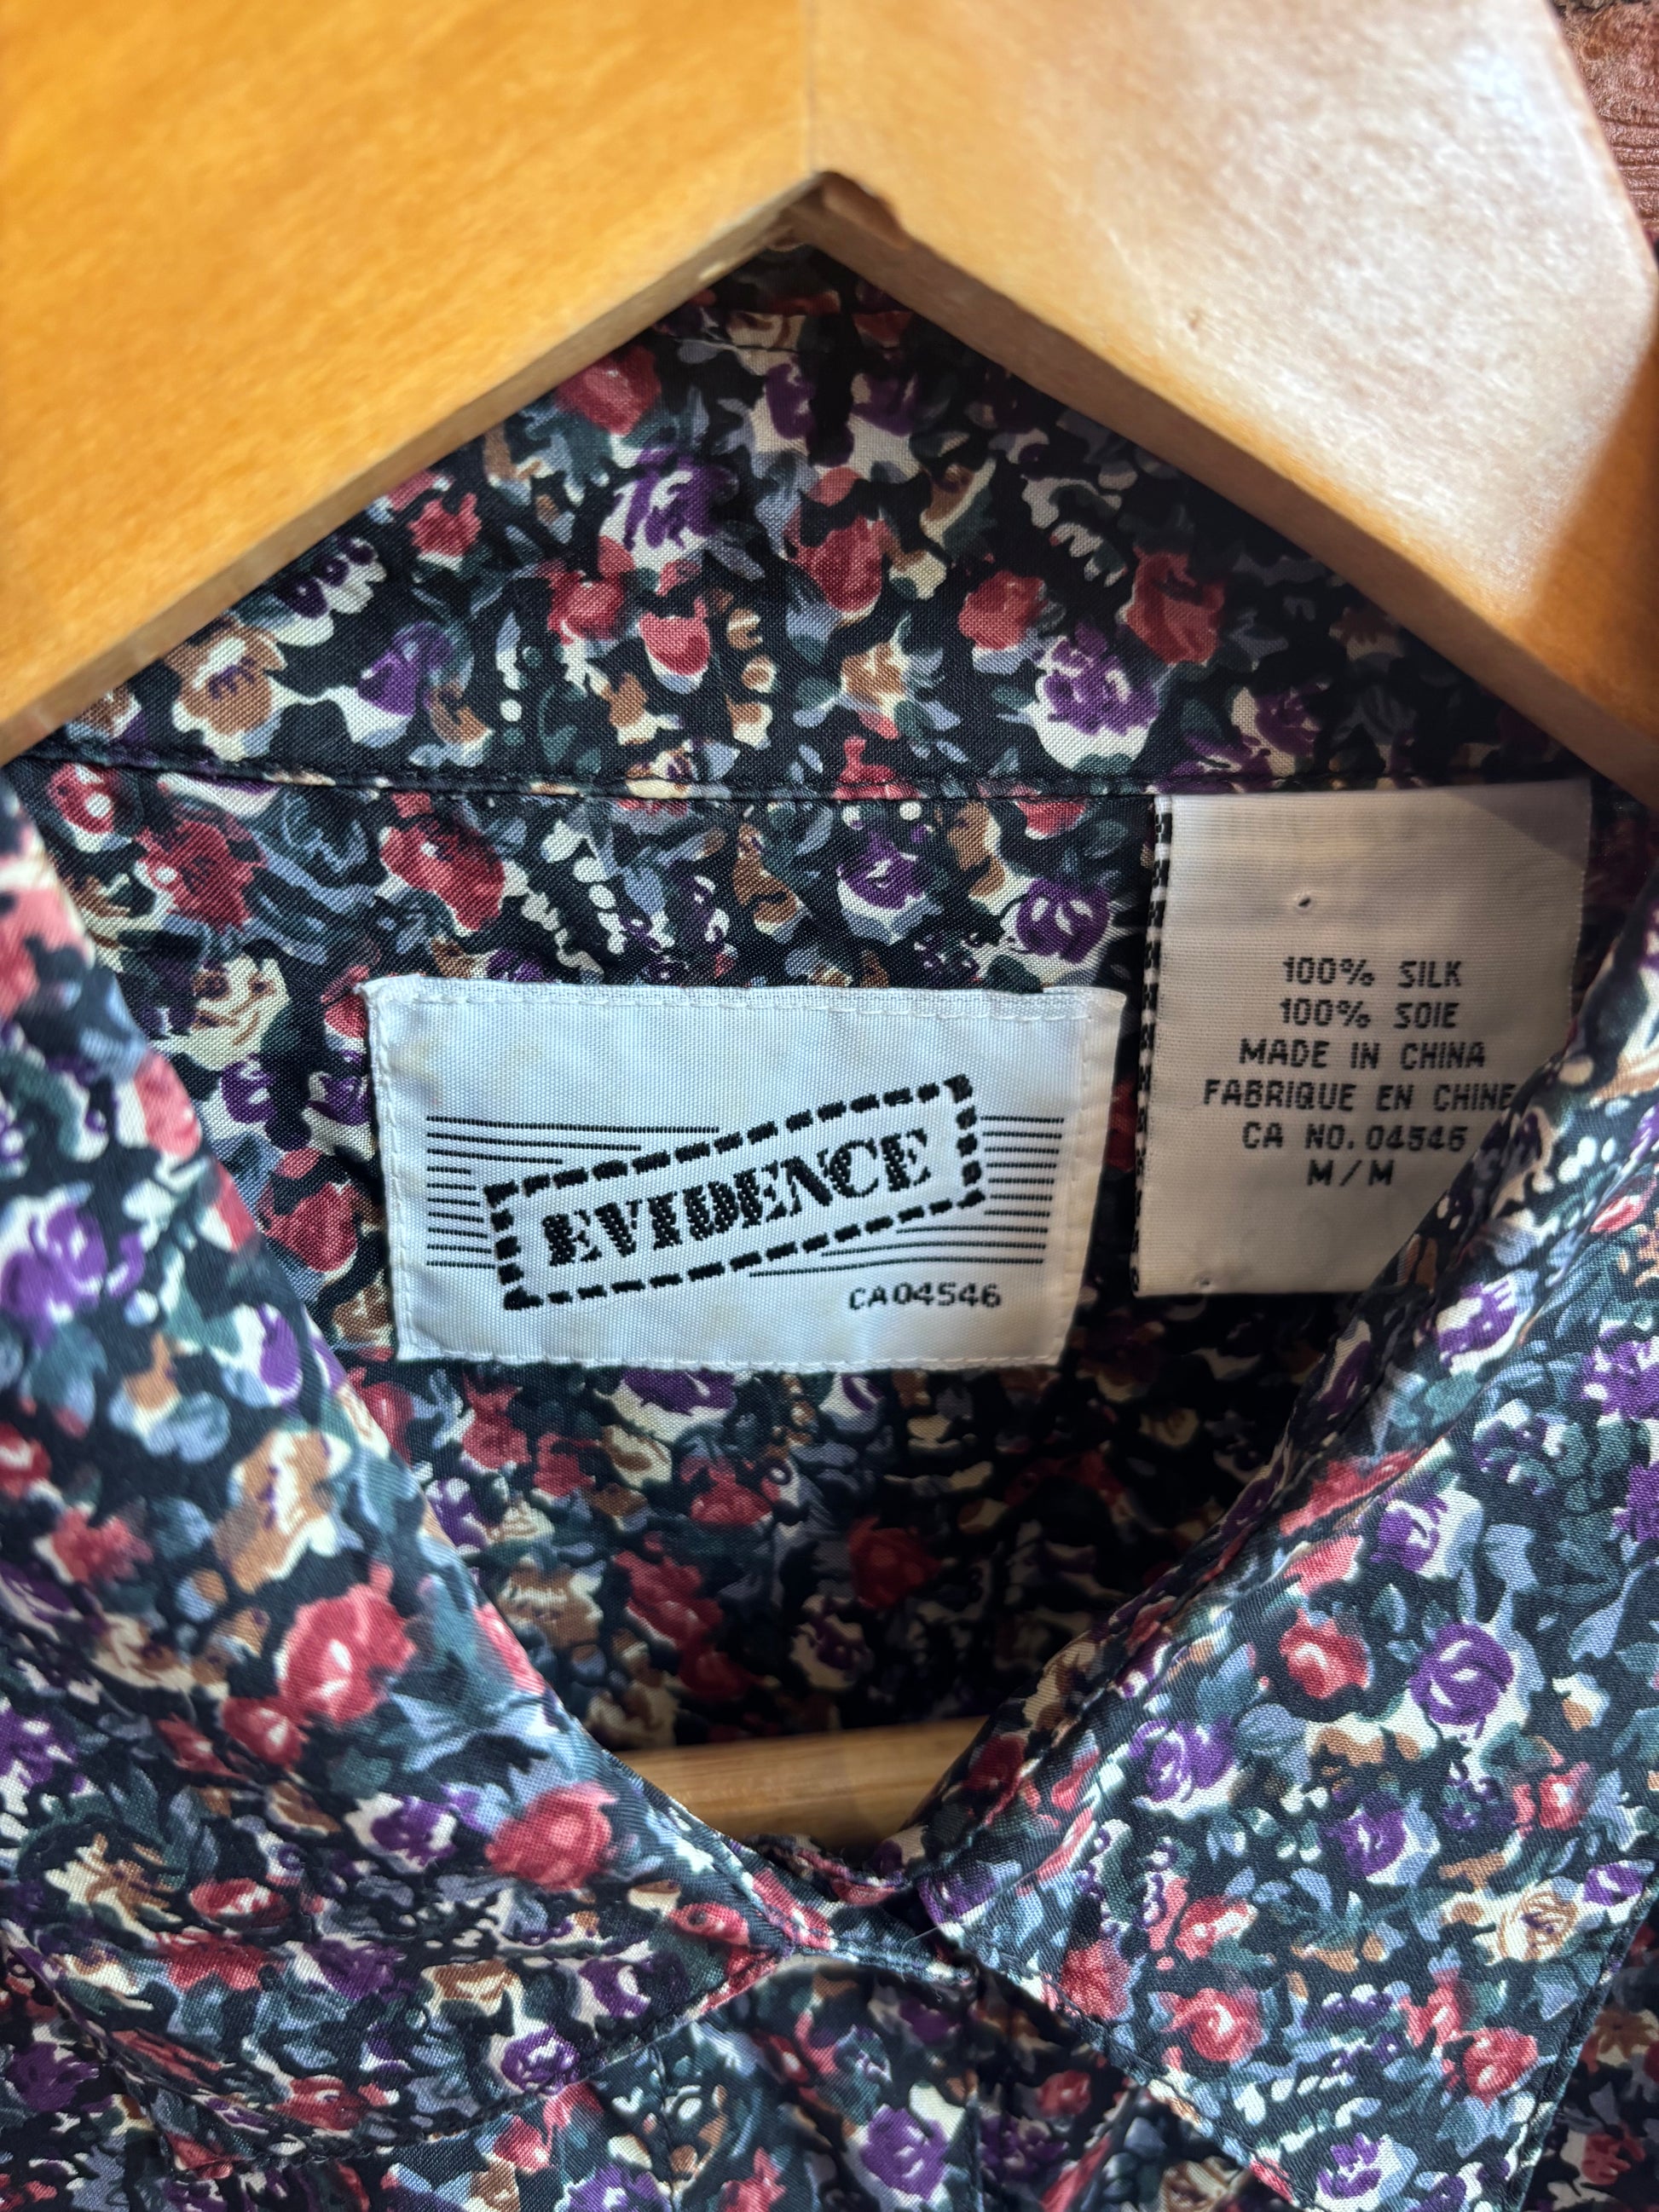 EVIDENCE
CA04546
100% SILK
100% SOIE
MADE IN CHINA
FABRIQUE EN CHINE
CA NO. 04546
M/M